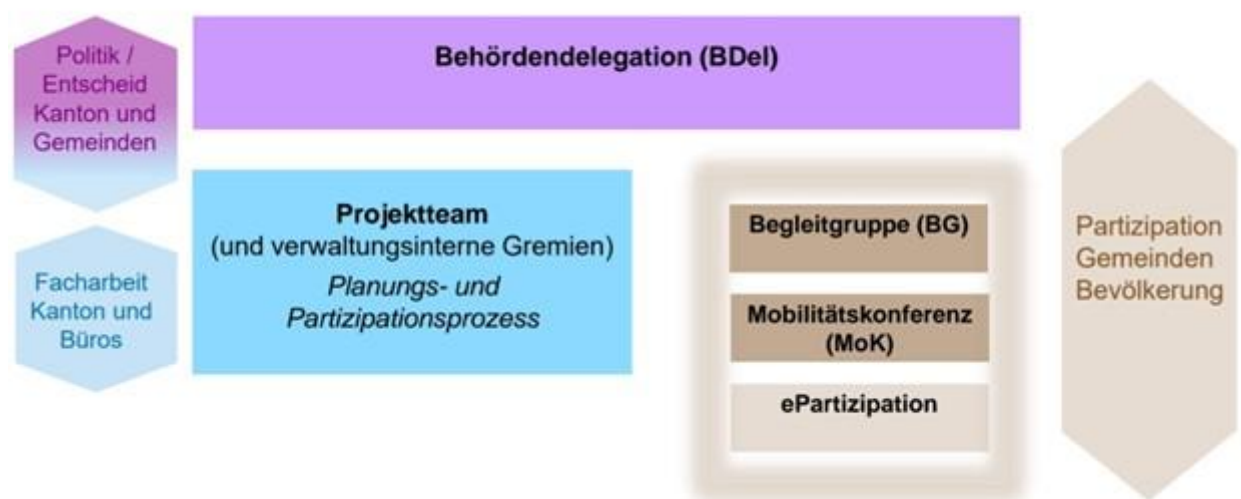 Politik /
Entscheid
Kanton und
Gemeinden
Behördendelegation (BDel)
Facharbeit
Kanton und
Büros
Projektteam
(und verwaltungsinterne Gremien)
Planungs- und
Partizipationsprozess
Begleitgruppe (BG)
Mobilitätskonferenz
(MoK)
ePartizipation
Partizipation
Gemeinden
Bevölkerung